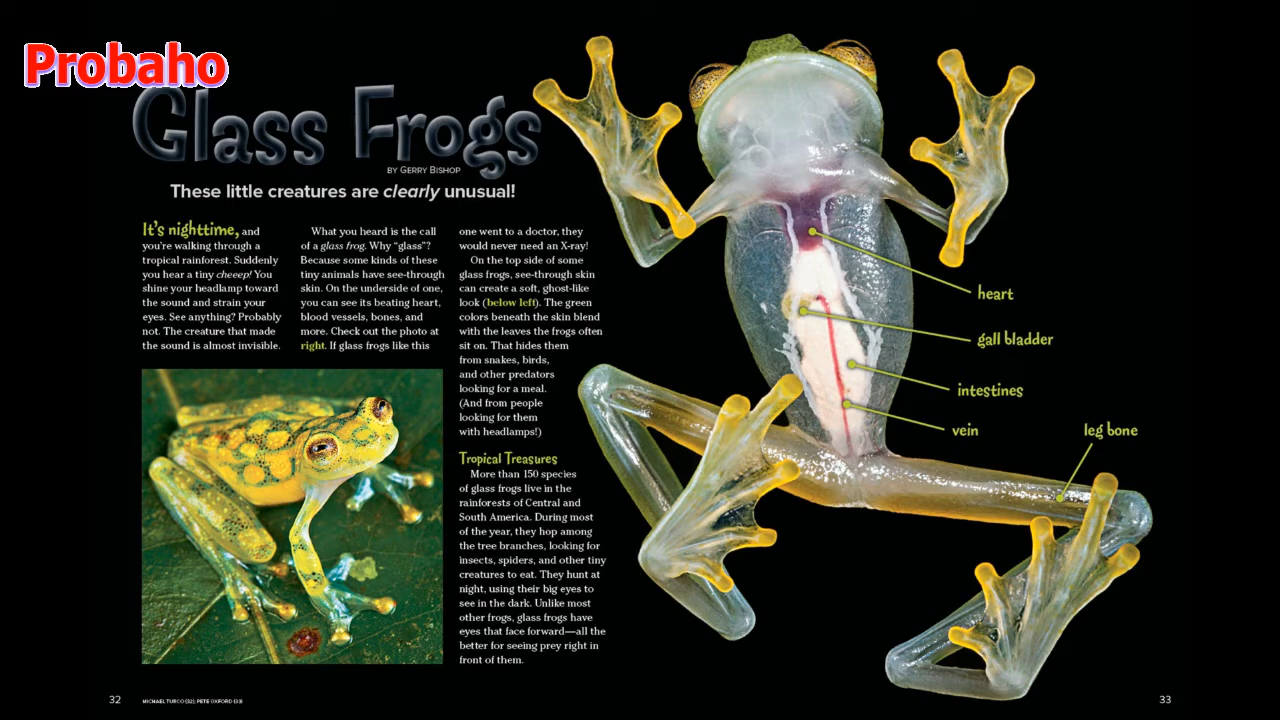 Probaho
Glass Frogs
BY GERRY BISHOP
These little creatures are clearly unusual!
It's nighttime, and
you're walking through a
tropical rainforest. Suddenly
you hear a tiny cheeep! You
shine your headlamp toward
the sound and strain your
eyes. See anything? Probably
not. The creature that made
the sound is almost invisible.
What you heard is the call
of a glass frog. Why “glass”?
Because some kinds of these
tiny animals have see-through
skin. On the underside of one,
you can see its beating heart,
blood vessels, bones, and
more. Check out the photo at
right. If glass frogs like this
one went to a doctor, they
would never need an X-ray!
On the top side of some
glass frogs, see-through skin
can create a soft, ghost-like
look (below left). The green
colors beneath the skin blend
with the leaves the frogs often
sit on. That hides them
from snakes, birds,
and other predators
looking for a meal.
(And from people
looking for them
with headlamps!)
Tropical Treasures
More than 150 species
of glass frogs live in the
rainforests of Central and
South America. During most
of the year, they hop among
the tree branches, looking for
insects, spiders, and other tiny
creatures to eat. They hunt at
night, using their big eyes to
see in the dark. Unlike most
other frogs, glass frogs have
eyes that face forward—all the
better for seeing prey right in
front of them.
heart
gall bladder
intestines
vein
leg bone
32
MICHAEL TURCO (32); PETE OXFORD (33)
33